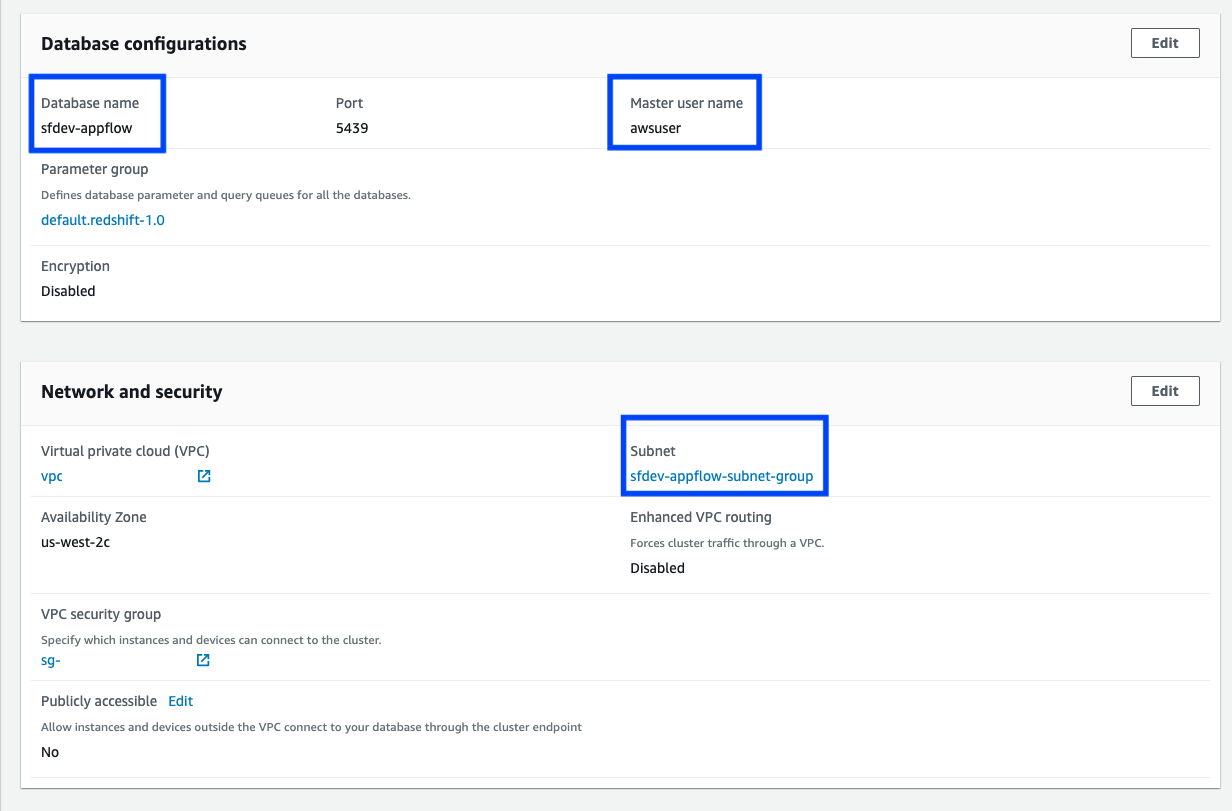 Database configurations
Edit
Database name
Port
Master user name
sfdev-appflow
5439
awsuser
Parameter group
Defines database parameter and query queues for all the databases.
default.redshift-1.0
Encryption
Disabled
Network and security
Edit
Virtual private cloud (VPC)
Subnet
vpc
sfdev-appflow-subnet-group
Availability Zone
Enhanced VPC routing
us-west-2c
Forces cluster traffic through a VPC.
Disabled
VPC security group
Specify which instances and devices can connect to the cluster.
sg-
Publicly accessible Edit
Allow instances and devices outside the VPC connect to your database through the cluster endpoint
No